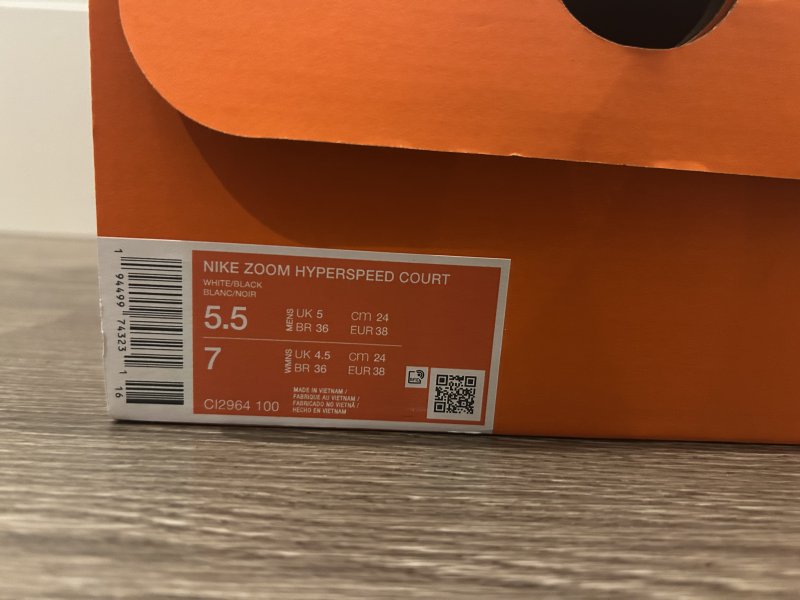 NIKE ZOOM HYPERSPEED COURT
WHITE/BLACK
BLANC/NOIR
5.5 MENS UK 5 cm 24
BR 36 EUR 38
7 WMNS UK 4.5 cm 24
BR 36 EUR 38
MADE IN VIETNAM /
FABRIQUE AU VIETNAM /
FABRICADO NO VIETNÃ /
HECHO EN VIETNAM
CI2964 100
1 94499 74323 1 16